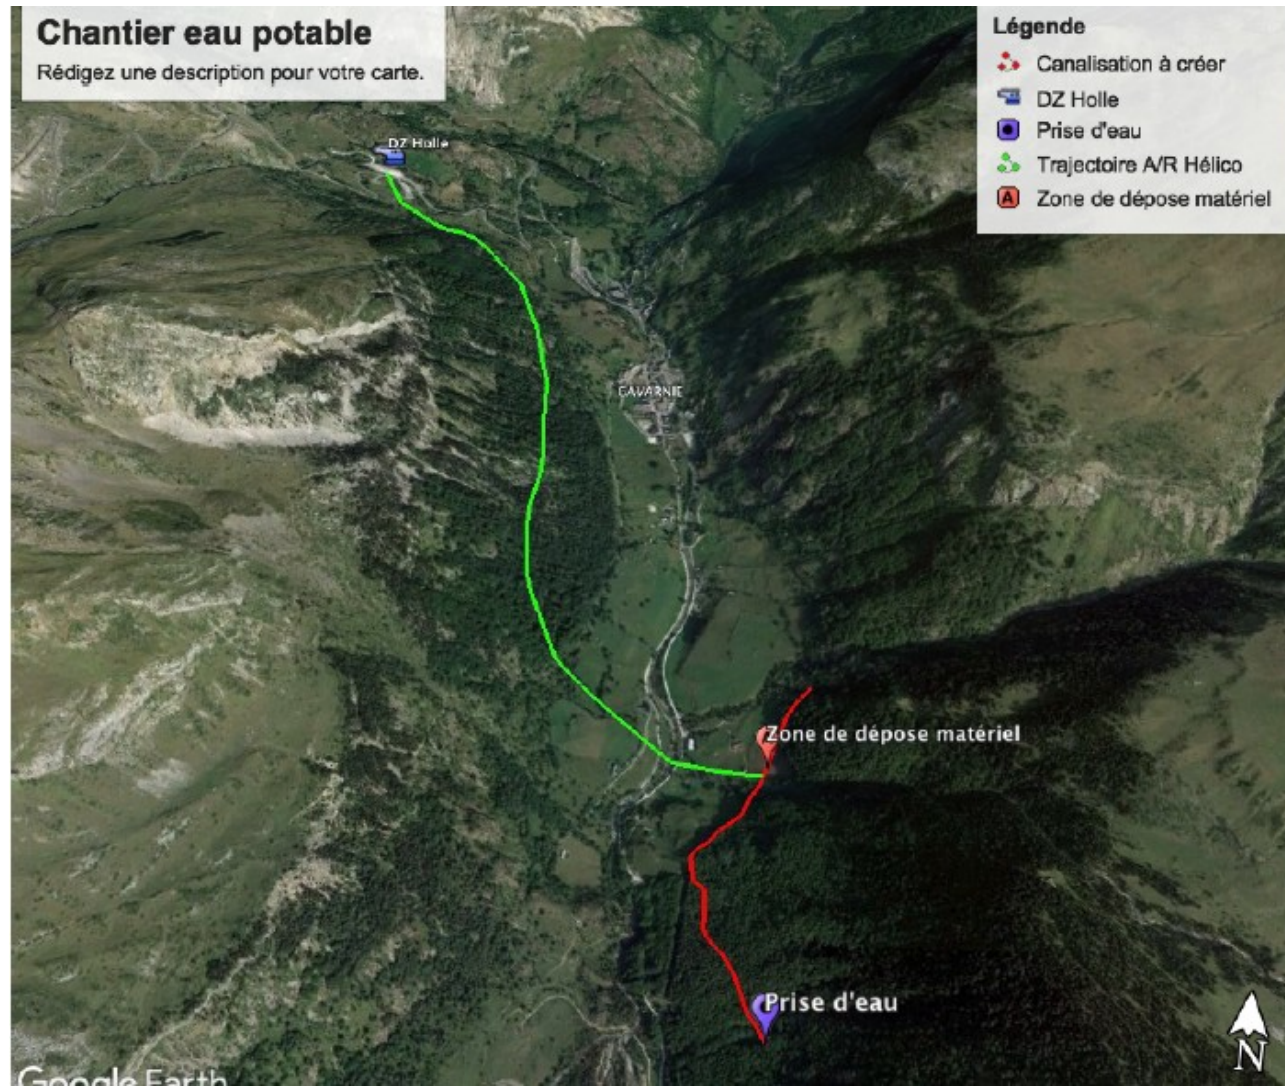 Chantier eau potable
Rédigez une description pour votre carte.
Légende
Canalisation à créer
DZ Holle
Prise d'eau
Trajectoire A/R Hélico
A Zone de dépose matériel
DZ Holle
GAVARNIE
Zone de dépose matériel
Prise d'eau
N
Google Earth